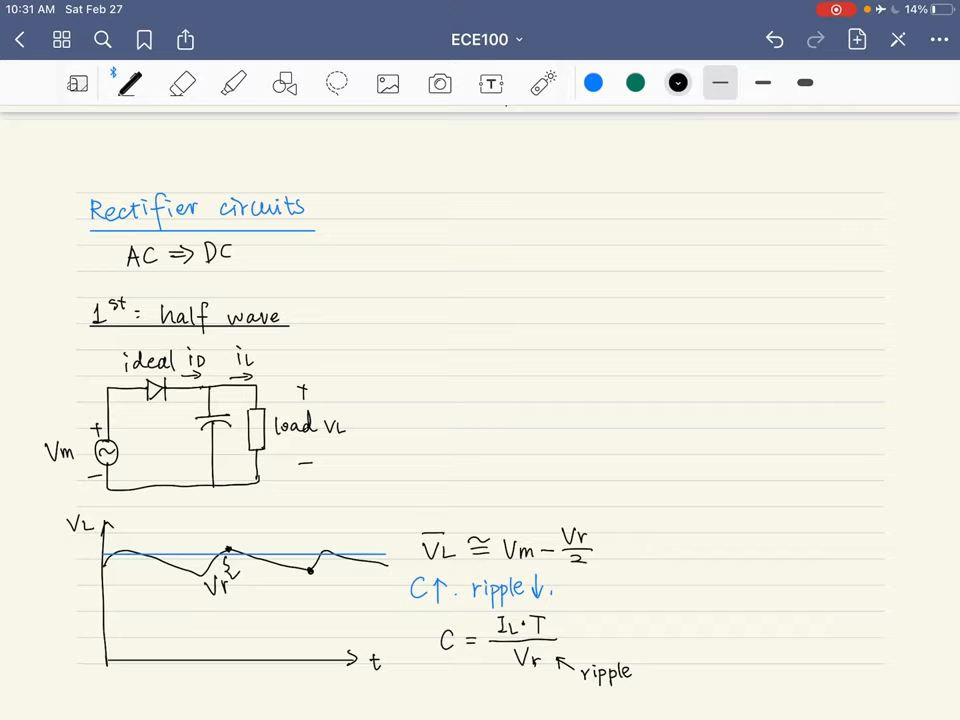 10:31 AM Sat Feb 27
14%
ECE100
T
Rectifier circuits
AC ⇒ DC
1st: half wave
ideal iD iL
+
+
load VL
Vm
−
−
VL
V̅L ≅ Vm − Vr/2
Vr
C↑. ripple↓.
C = IL·T/Vr
ripple
t